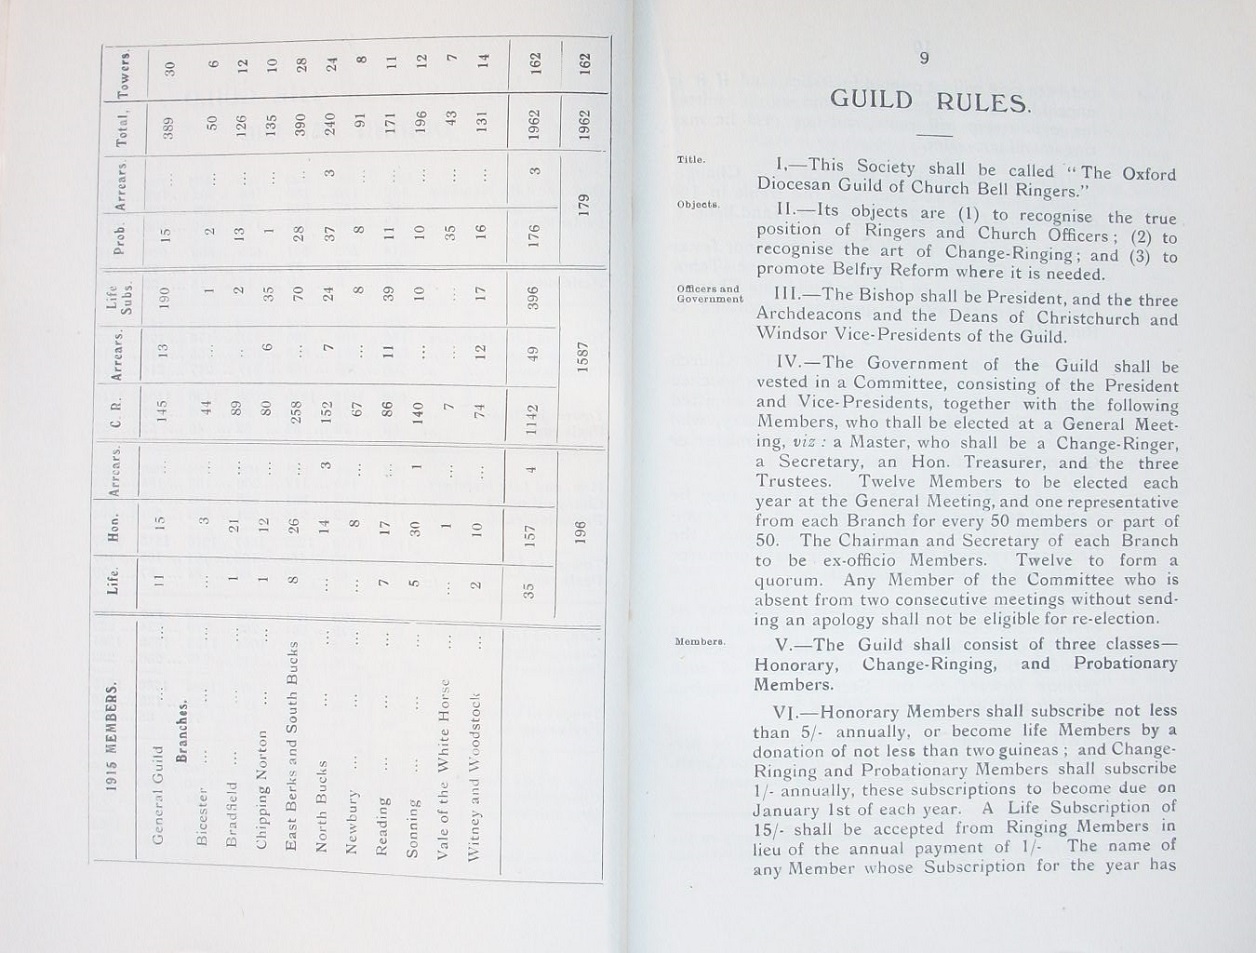 1915 MEMBERS. Life. Hon. Arrears. C. R. Arrears. Life Subs. Prob. Arrears. Total, Towers.
General Guild ... ... 11 15 ... 145 13 190 15 ... 389 30
Branches.
Bicester ... ... ... ... 3 ... 44 ... 1 2 ... 50 6
Bradfield ... ... ... 1 21 ... 89 .. 2 13 ... 126 12
Chipping Norton ... ... 1 12 ... 80 6 35 1 ... 135 10
East Berks and South Bucks 8 26 ... 258 ... 70 28 .. 390 28
North Bucks ... ... ... 14 3 152 7 24 37 3 240 24
Newbury ... ... ... ... 8 ... 67 ... 8 8 ... 91 8
Reading ... ... ... 7 17 ... 86 11 39 11 ... 171 11
Sonning ... ... ... 5 30 1 140 ... 10 10 ... 196 12
Vale of the White Horse ... ... 1 ... 7 ... ... 35 ... 43 7
Witney and Woodstock ... 2 10 ... 74 12 17 16 ... 131 14
35 157 4 1142 49 396 176 3 1962 162
196 1587 179 1962 162
9
GUILD RULES.
Title.
I,—This Society shall be called “The Oxford
Diocesan Guild of Church Bell Ringers.”
Objects.
II.—Its objects are (1) to recognise the true
position of Ringers and Church Officers; (2) to
recognise the art of Change-Ringing; and (3) to
promote Belfry Reform where it is needed.
Officers and
Government
III.—The Bishop shall be President, and the three
Archdeacons and the Deans of Christchurch and
Windsor Vice-Presidents of the Guild.
IV.—The Government of the Guild shall be
vested in a Committee, consisting of the President
and Vice-Presidents, together with the following
Members, who thall be elected at a General Meet-
ing, viz: a Master, who shall be a Change-Ringer,
a Secretary, an Hon. Treasurer, and the three
Trustees. Twelve Members to be elected each
year at the General Meeting, and one representative
from each Branch for every 50 members or part of
50. The Chairman and Secretary of each Branch
to be ex-officio Members. Twelve to form a
quorum. Any Member of the Committee who is
absent from two consecutive meetings without send-
ing an apology shall not be eligible for re-election.
Members.
V.—The Guild shall consist of three classes—
Honorary, Change-Ringing, and Probationary
Members.
VI.—Honorary Members shall subscribe not less
than 5/- annually, or become life Members by a
donation of not less than two guineas; and Change-
Ringing and Probationary Members shall subscribe
1/- annually, these subscriptions to become due on
January 1st of each year. A Life Subscription of
15/- shall be accepted from Ringing Members in
lieu of the annual payment of 1/- The name of
any Member whose Subscription for the year has